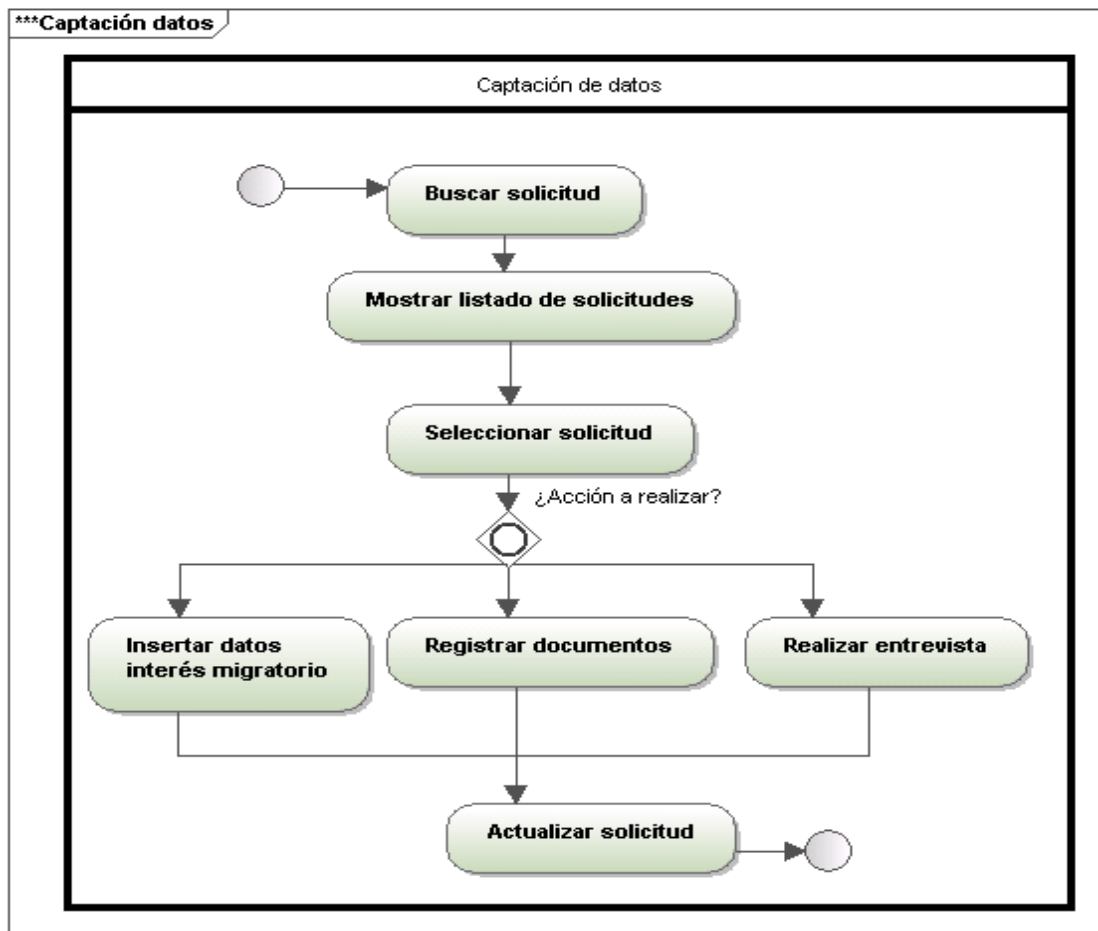 ***Captación datos
Captación de datos
Buscar solicitud
Mostrar listado de solicitudes
Seleccionar solicitud
¿Acción a realizar?
Insertar datos
interés migratorio
Registrar documentos
Realizar entrevista
Actualizar solicitud